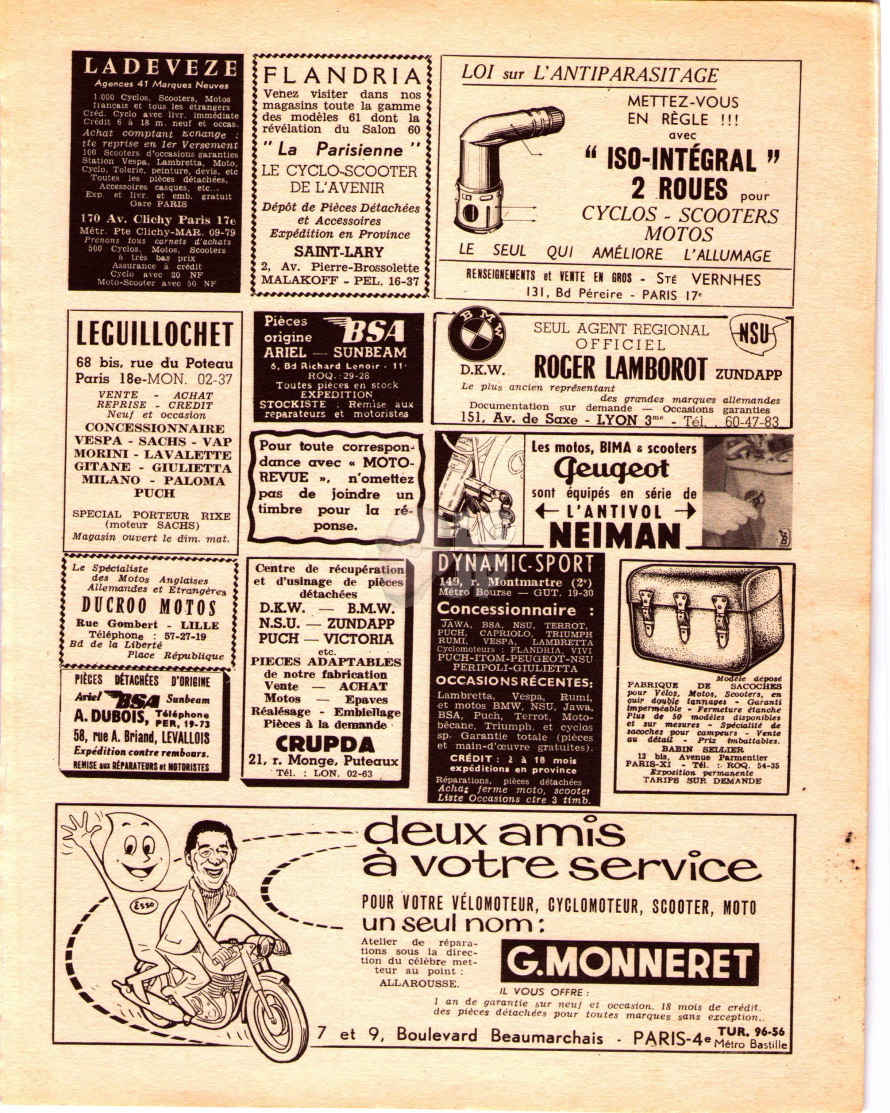 LADEVEZE
Agences 41 Marques Neuves
1.000 Cyclos, Scooters, Motos
français et tous les étrangers
Créd. Cyclo avec livr. immédiate
Crédit 6 à 18 m. neuf et occas.
Achat comptant Echange :
tte reprise en 1er Versement
100 Scooters d'occasions garanties
Station Vespa, Lambretta, Moto,
Cyclo, Tolerie, peinture, devis, etc
Toutes les pièces détachées,
Accessoires casques, etc...
Exp. et livr. et emb. gratuit
Gare PARIS
170 Av. Clichy Paris 17e
Métr. Pte Clichy-MAR. 09-79
Prenons tous carnets d'achats
500 Cyclos, Motos, Scooters
à très bas prix
Assurance à crédit
Cyclo avec 20 NF
Moto-Scooter avec 50 NF
FLANDRIA
Venez visiter dans nos
magasins toute la gamme
des modèles 61 dont la
révélation du Salon 60
" La Parisienne "
LE CYCLO-SCOOTER
DE L'AVENIR
Dépôt de Pièces Détachées
et Accessoires
Expédition en Province
SAINT-LARY
2, Av. Pierre-Brossolette
MALAKOFF - PEL. 16-37
LOI sur L'ANTIPARASITAGE
METTEZ-VOUS
EN RÈGLE !!!
avec
“ ISO-INTÉGRAL ”
2 ROUES pour
CYCLOS - SCOOTERS
MOTOS
LE SEUL QUI AMÉLIORE L'ALLUMAGE
RENSEIGNEMENTS et VENTE EN GROS - Sté VERNHES
131, Bd Péreire - PARIS 17e
LEGUILLOCHET
68 bis, rue du Poteau
Paris 18e-MON. 02-37
VENTE - ACHAT
REPRISE - CREDIT
Neuf et occasion
CONCESSIONNAIRE
VESPA - SACHS - VAP
MORINI - LAVALETTE
GITANE - GIULIETTA
MILANO - PALOMA
PUCH
SPECIAL PORTEUR RIXE
(moteur SACHS)
Magasin ouvert le dim. mat.
Pièces
origine BSA
ARIEL — SUNBEAM
6, Bd Richard Lenoir - 11e
ROQ. 29-28
Toutes pièces en stock
EXPEDITION
STOCKISTE : Remise aux
reparateurs et motoristes
BMW
SEUL AGENT REGIONAL
OFFICIEL
NSU
D.K.W. ROGER LAMBOROT ZUNDAPP
Le plus ancien représentant
des grandes marques allemandes
Documentation sur demande — Occasions garanties
151, Av. de Saxe - LYON 3me - Tél. 60-47-83
Pour toute correspon-
dance avec « MOTO-
REVUE », n'omettez
pas de joindre un
timbre pour la ré-
ponse.
Les motos, BIMA & scooters
Peugeot
sont équipés en série de
L'ANTIVOL
NEIMAN
Le Spécialiste
des Motos Anglaises
Allemandes et Etrangères
DUCROO MOTOS
Rue Gombert - LILLE
Téléphone : 57-27-19
Bd de la Liberté
Place République
PIÈCES DÉTACHÉES D'ORIGINE
Ariel BSA Sunbeam
A. DUBOIS, Téléphone
PER, 19-73
58, rue A. Briand, LEVALLOIS
Expédition contre rembours.
REMISE aux RÉPARATEURS et MOTORISTES
Centre de récupération
et d'usinage de pièces
détachées
D.K.W. — B.M.W.
N.S.U. — ZUNDAPP
PUCH — VICTORIA
etc.
PIECES ADAPTABLES
de notre fabrication
Vente — ACHAT
Motos — Epaves
Réalésage - Embiellage
Pièces à la demande
CRUPDA
21, r. Monge, Puteaux
Tél. : LON. 02-63
DYNAMIC-SPORT
149, r. Montmartre (2e)
Métro Bourse — GUT. 19-30
Concessionnaire :
JAWA, BSA, NSU, TERROT,
PUCH, CAPRIOLO, TRIUMPH
RUMI, VESPA, LAMBRETTA
Cyclomoteurs : FLANDRIA, VIVI
PUCH-ITOM-PEUGEOT-NSU
PERIPOLI-GIULIETTA
OCCASIONS RÉCENTES:
Lambretta, Vespa, Rumi,
et motos BMW, NSU, Jawa,
BSA, Puch, Terrot, Moto-
bécane, Triumph, et cyclos
sp. Garantie totale (pièces
et main-d'œuvre gratuites).
CRÉDIT : 2 à 18 mois
expéditions en province
Réparations, pièces détachées
Achat ferme moto, scooter
Liste Occasions ctre 3 timb.
Modèle déposé
FABRIQUE DE SACOCHES
pour Vélos, Motos, Scooters, en
cuir double tannages - Garanti
imperméable - Fermeture étanche
Plus de 50 modèles disponibles
et sur mesures - Spécialité de
sacoches pour campeurs - Vente
au détail - Prix imbattables.
BABIN SELLIER
13 bis, Avenue Parmentier
PARIS-XI - Tél. : ROQ. 54-35
Exposition permanente
TARIFS SUR DEMANDE
Esso
deux amis
à votre service
POUR VOTRE VÉLOMOTEUR, CYCLOMOTEUR, SCOOTER, MOTO
un seul nom :
Atelier de répara-
tions sous la direc-
tion du célèbre met-
teur au point :
ALLAROUSSE.
G.MONNERET
IL VOUS OFFRE :
1 an de garantie sur neuf et occasion, 18 mois de crédit,
des pièces détachées pour toutes marques sans exception..
7 et 9, Boulevard Beaumarchais - PARIS-4e TUR. 96-56
Métro Bastille